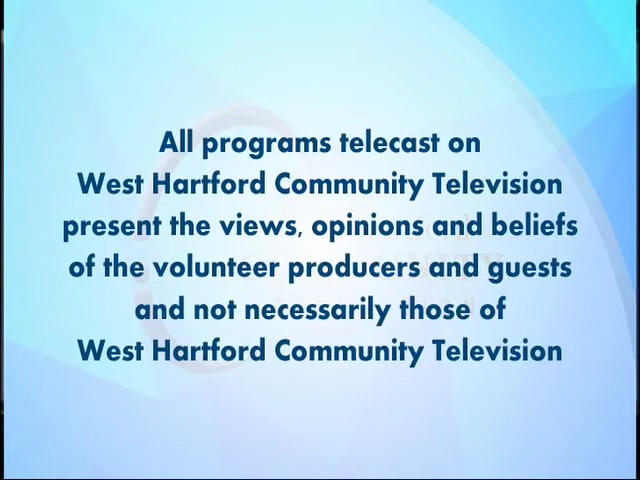 All programs telecast on
West Hartford Community Television
present the views, opinions and beliefs
of the volunteer producers and guests
and not necessarily those of
West Hartford Community Television